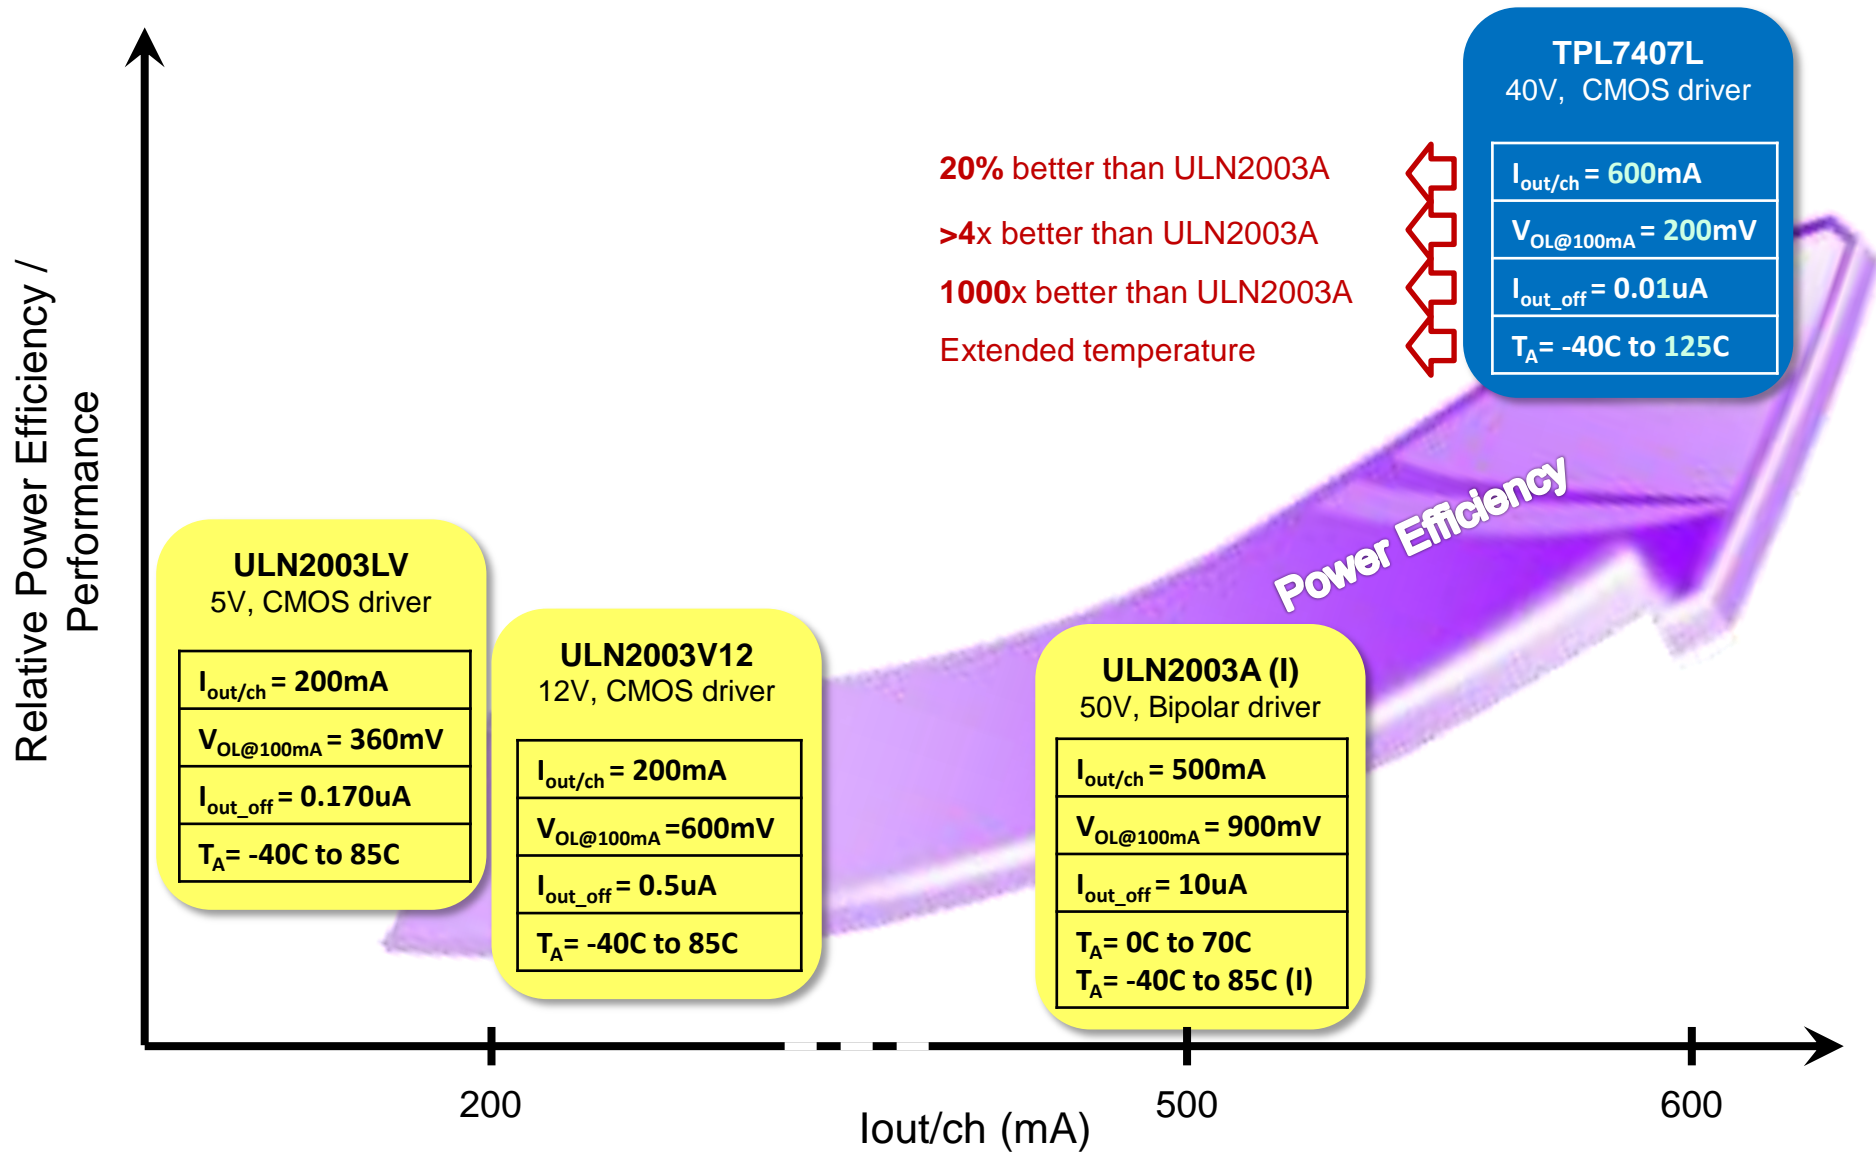 Relative Power Efficiency /
Performance
TPL7407L
40V, CMOS driver
Iout/ch = 600mA
VOL@100mA = 200mV
Iout_off = 0.01uA
TA= -40C to 125C
20% better than ULN2003A
>4x better than ULN2003A
1000x better than ULN2003A
Extended temperature
Power Efficiency
ULN2003LV
5V, CMOS driver
Iout/ch = 200mA
VOL@100mA = 360mV
Iout_off = 0.170uA
TA= -40C to 85C
ULN2003V12
12V, CMOS driver
Iout/ch = 200mA
VOL@100mA =600mV
Iout_off = 0.5uA
TA= -40C to 85C
ULN2003A (I)
50V, Bipolar driver
Iout/ch = 500mA
VOL@100mA = 900mV
Iout_off = 10uA
TA= 0C to 70C
TA= -40C to 85C (I)
200
500
600
Iout/ch (mA)